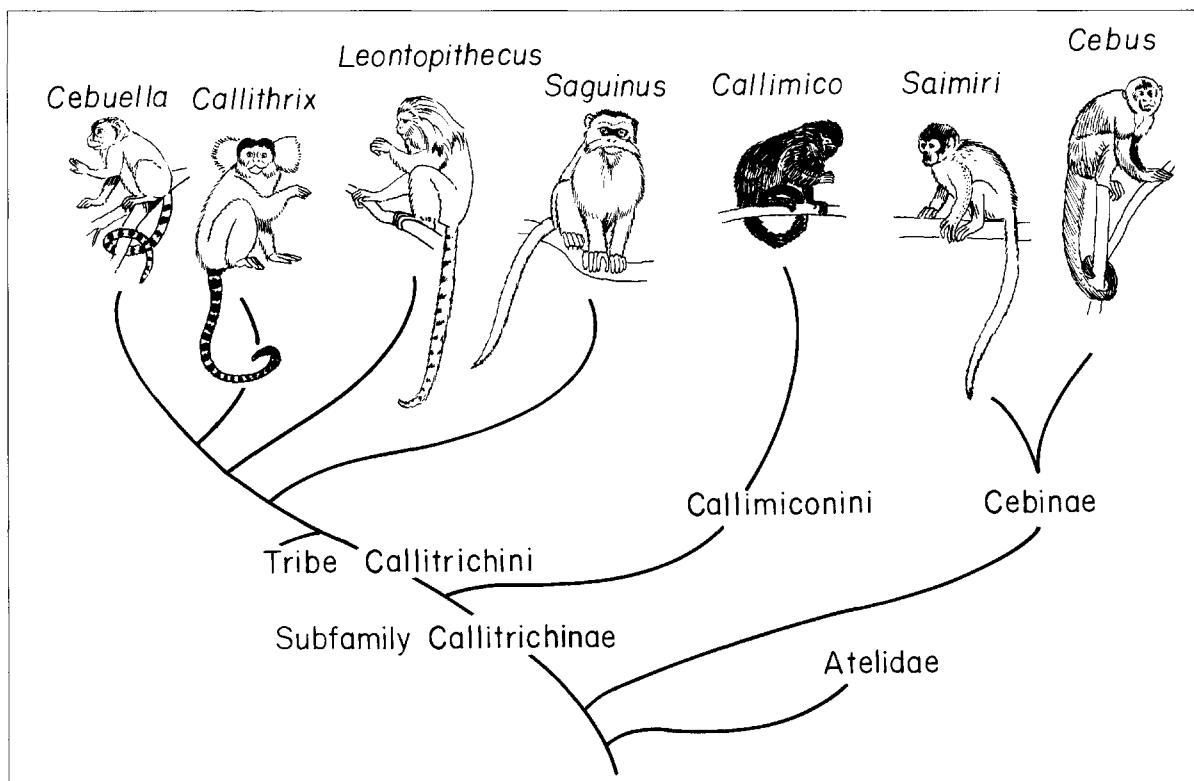 Cebuella
Callithrix
Leontopithecus
Saguinus
Callimico
Saimiri
Cebus
Callimiconini
Cebinae
Tribe Callitrichini
Subfamily Callitrichinae
Atelidae